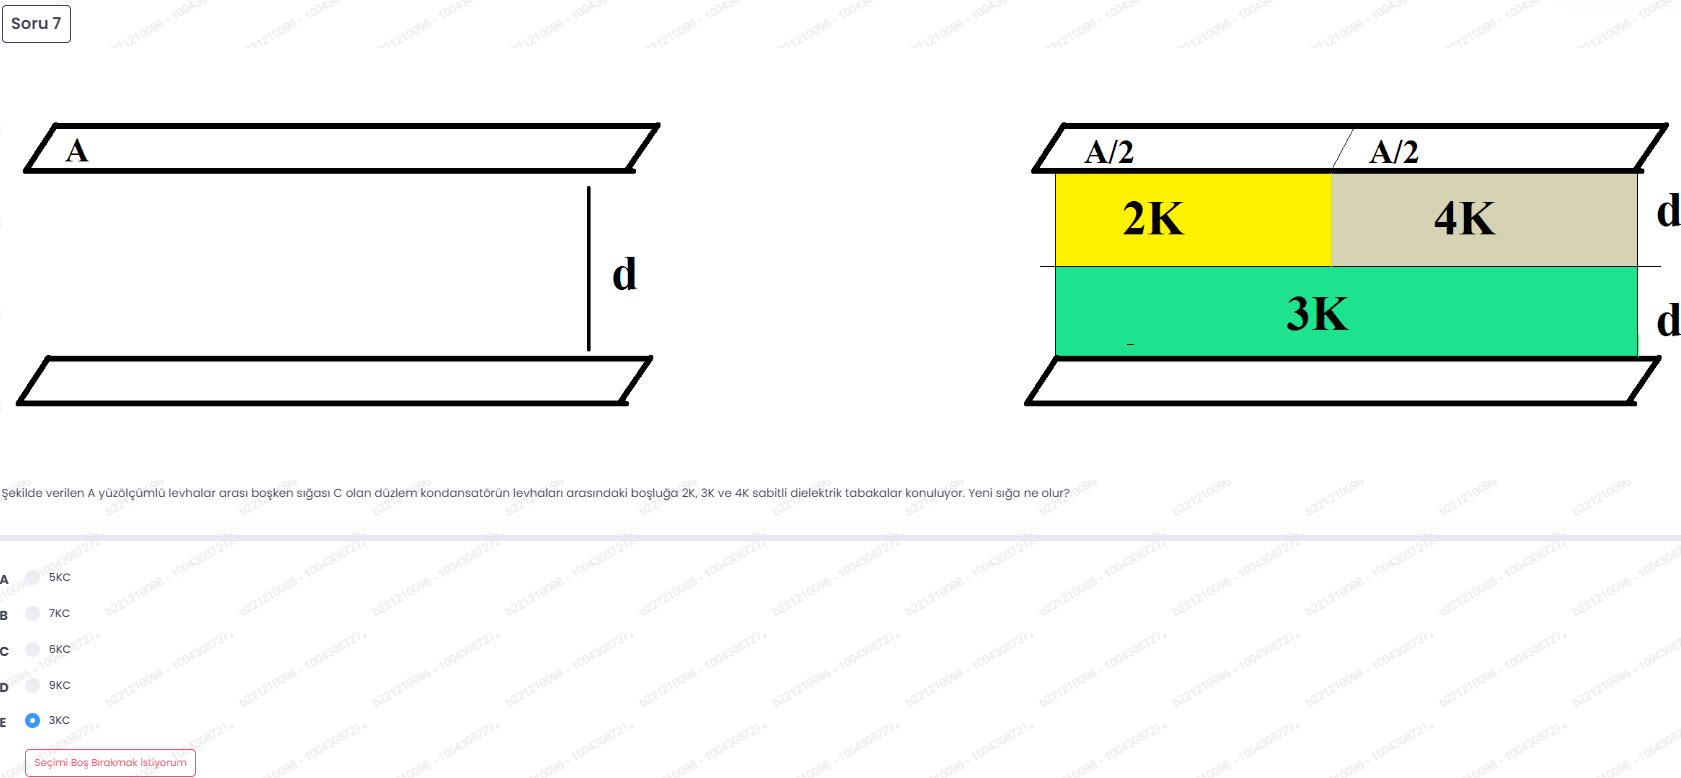 Soru 7
A
d
A/2 A/2
2K 4K d
3K d
Şekilde verilen A yüzölçümlü levhalar arası boşken sığası C olan düzlem kondansatörün levhaları arasındaki boşluğa 2K, 3K ve 4K sabitli dielektrik tabakalar konuluyor. Yeni sığa ne olur?
A 5KC
B 7KC
C 6KC
D 9KC
E 3KC
Seçimi Boş Bırakmak İstiyorum